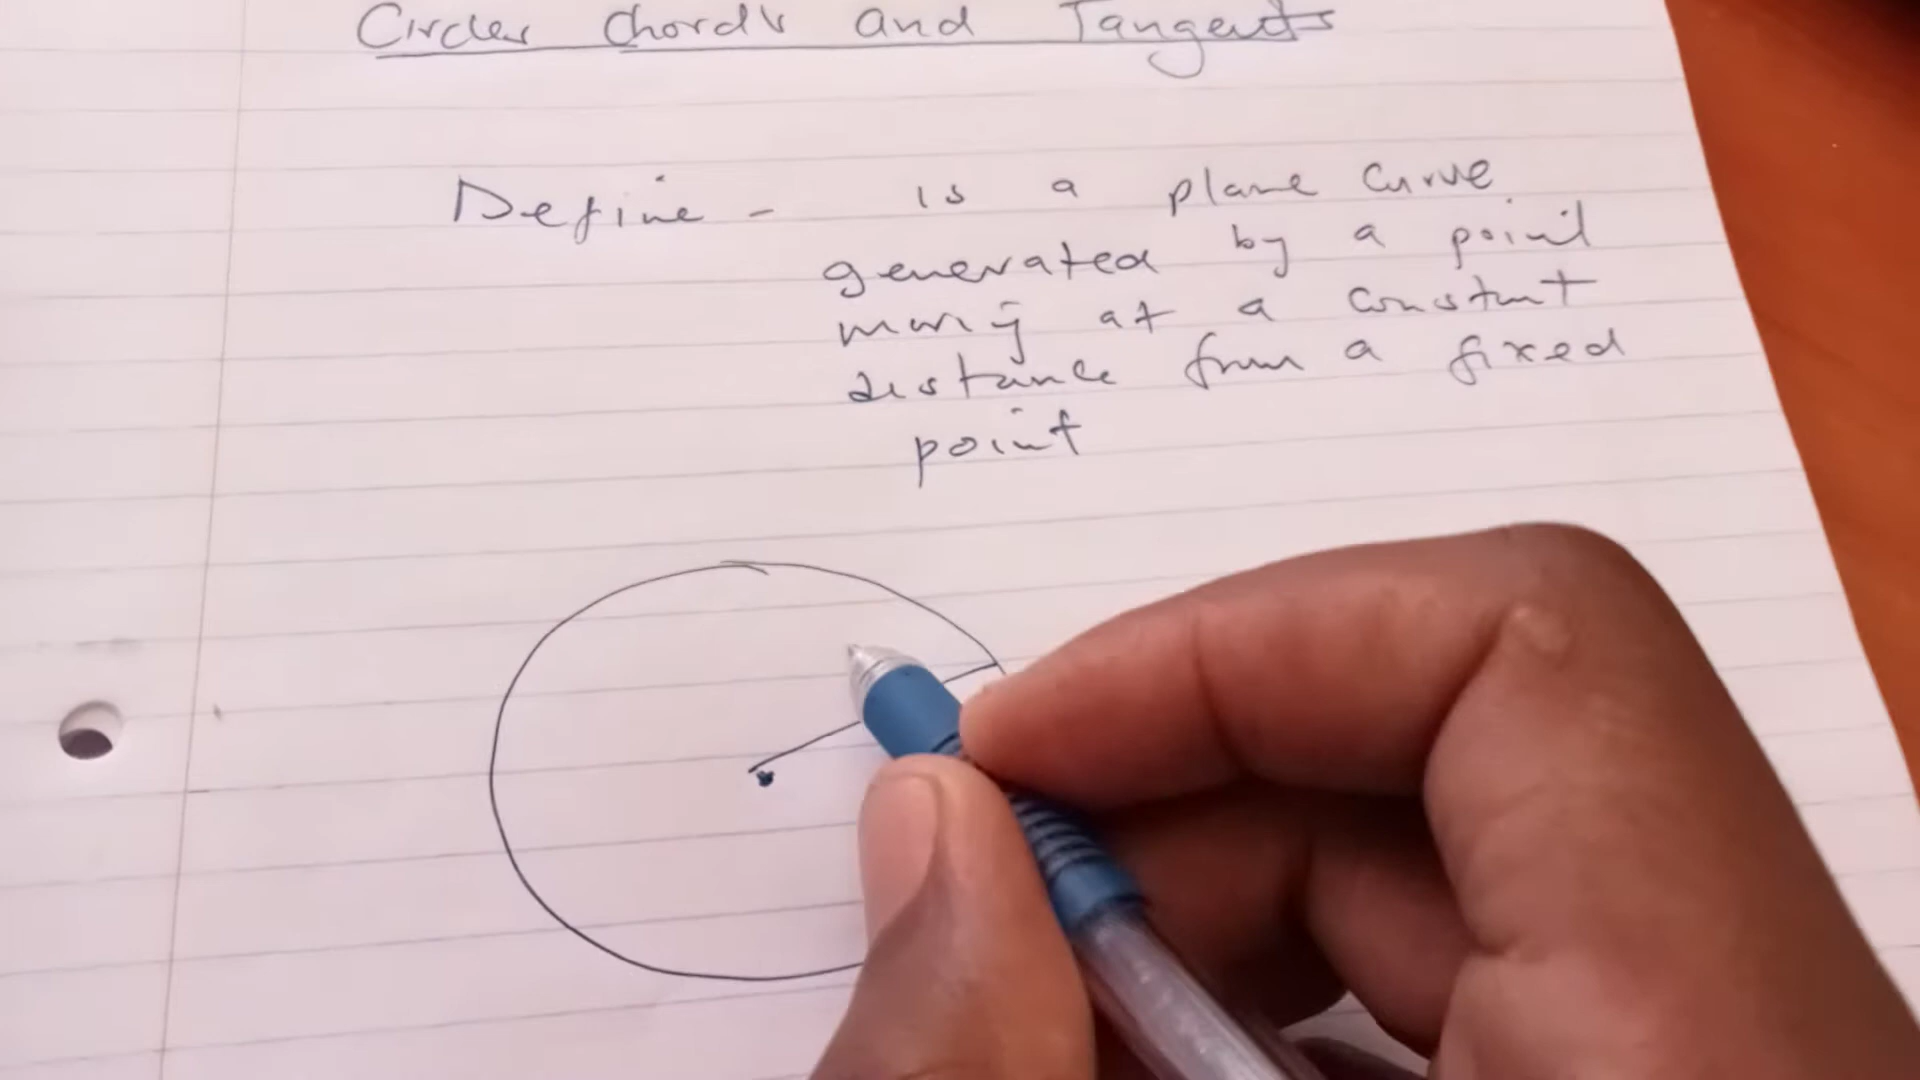 Circles Chords and Tangents
Define - is a plane curve
generated by a point
moving at a constant
distance from a fixed
point